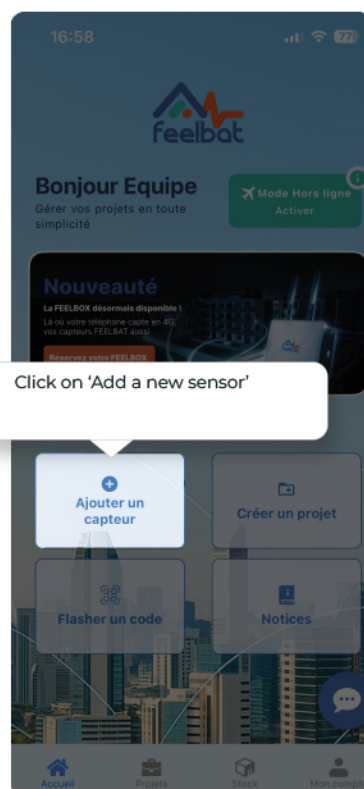 16:58
77
feelbat
Bonjour Equipe
Gérer vos projets en toute
simplicité
Mode Hors ligne
Activer
Nouveauté
La FEELBOX désormais disponible !
Là où votre téléphone capte en 4G,
vos capteurs FEELBAT aussi
Réservez votre FEELBOX
Click on ‘Add a new sensor’
Ajouter un
capteur
Créer un projet
Flasher un code
Notices
Accueil
Projets
Stock
Mon compte